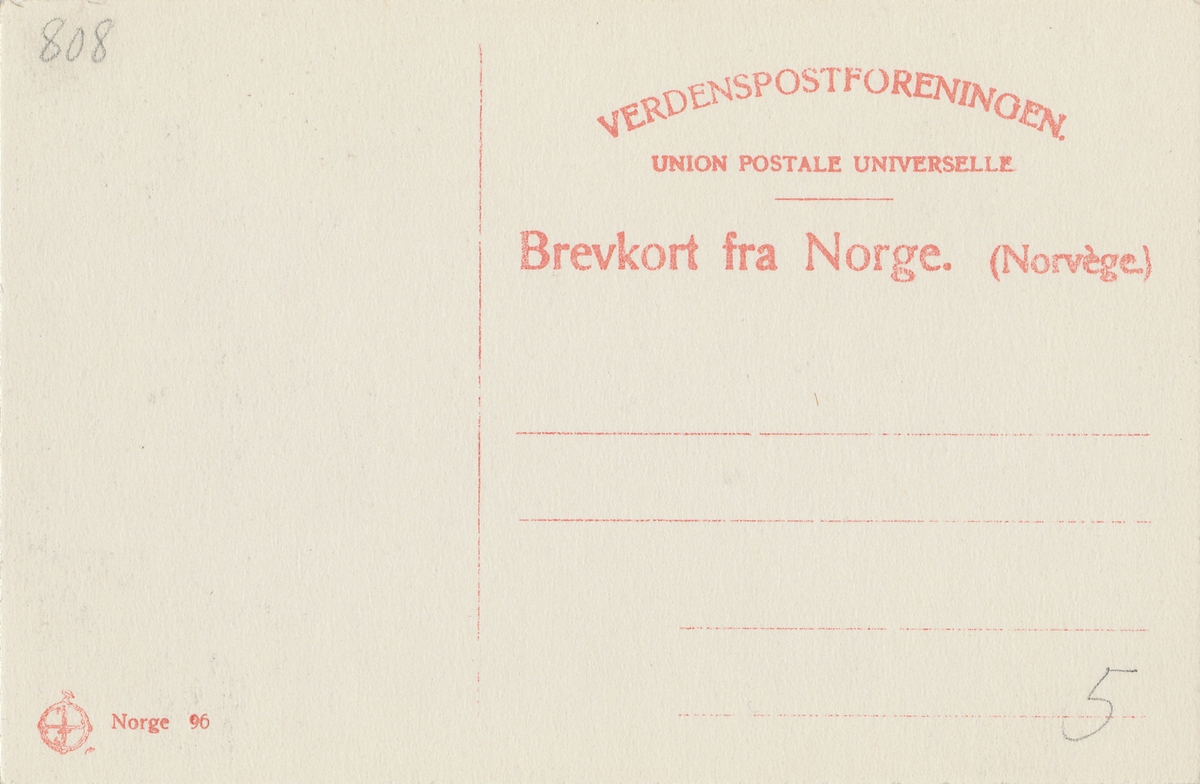 808
VERDENSPOSTFORENINGEN.
UNION POSTALE UNIVERSELLE
Brevkort fra Norge. (Norvège.)
5
Norge 96